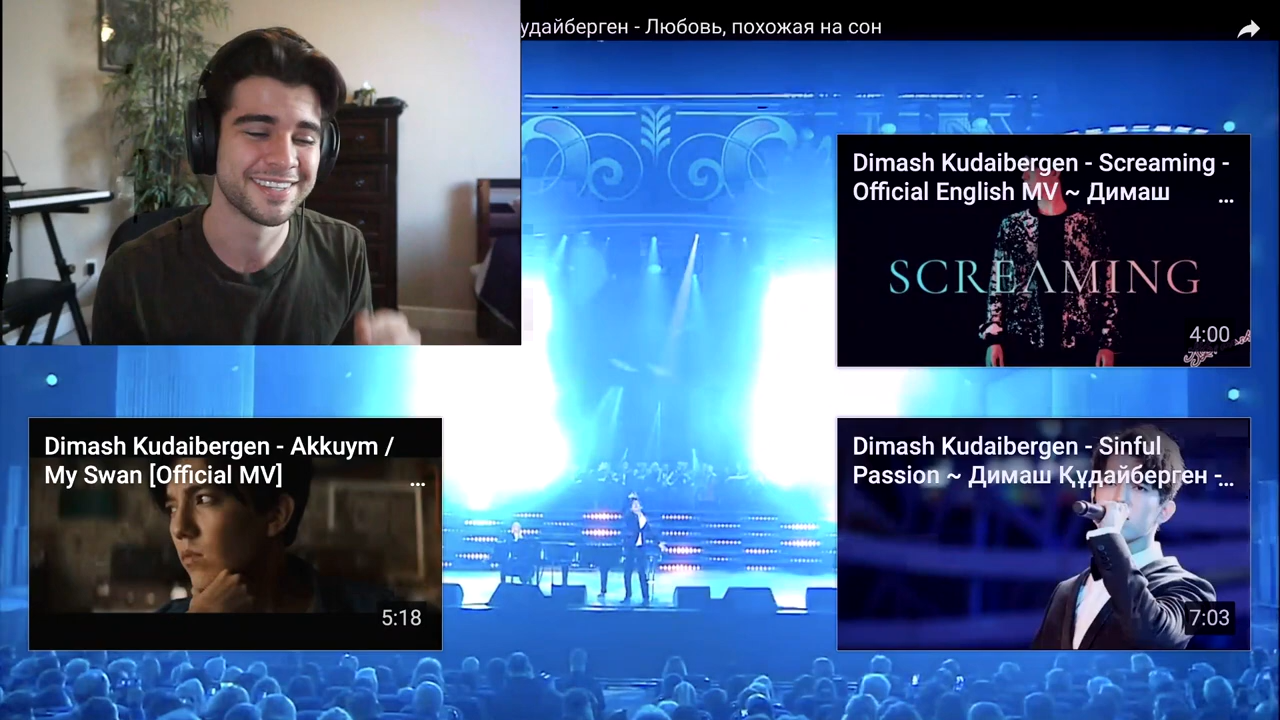 удайберген - Любовь, похожая на сон
Dimash Kudaibergen - Screaming -
Official English MV ~ Димаш ...
SCREAMING
4:00
Dimash Kudaibergen - Akkuym /
My Swan [Official MV] ...
5:18
Dimash Kudaibergen - Sinful
Passion ~ Димаш Құдайберген -...
7:03